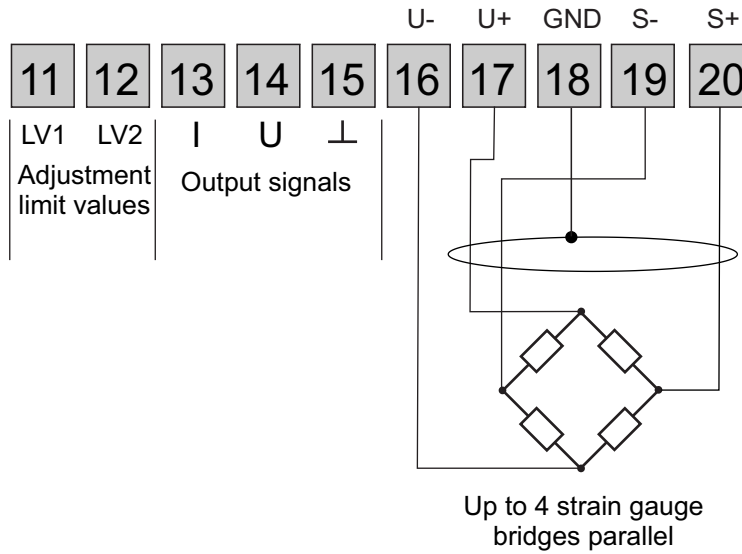 U- U+ GND S- S+
11 12 13 14 15 16 17 18 19 20
LV1 LV2 I U ⊥
Adjustment
limit values
Output signals
Up to 4 strain gauge
bridges parallel